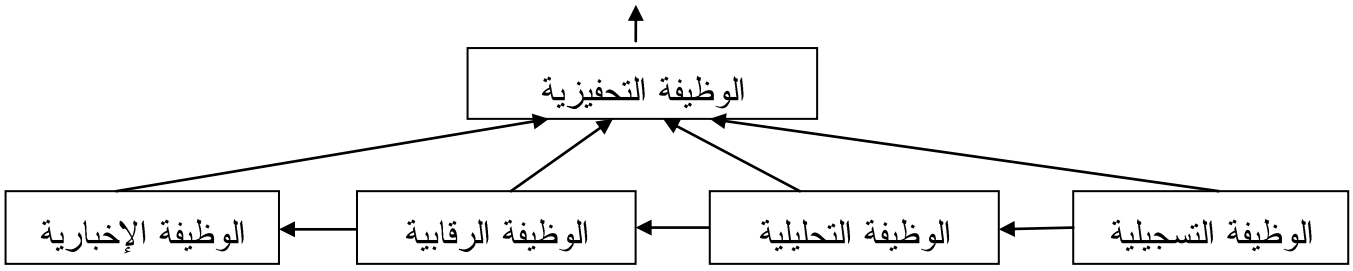 الوظيفة التحفيزية
الوظيفة التسجيلية
الوظيفة التحليلية
الوظيفة الرقابية
الوظيفة الإخبارية